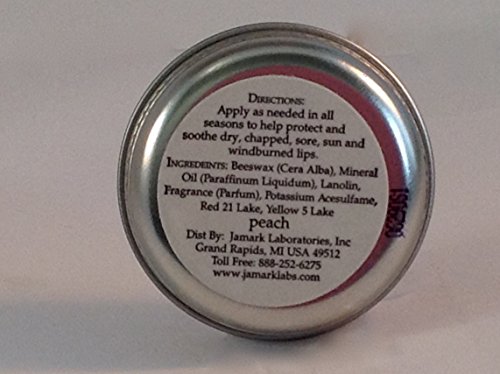 DIRECTIONS:
Apply as needed in all
seasons to help protect and
soothe dry, chapped, sore, sun and
windburned lips.
INGREDEINTS: Beeswax (Cera Alba), Mineral
Oil (Paraffinum Liquidum), Lanolin,
Fragrance (Parfum), Potassium Acesulfame,
Red 21 Lake, Yellow 5 Lake
peach
Dist By: Jamark Laboratories, Inc
Grand Rapids, MI USA 49512
Toll Free: 888-252-6275
www.jamarklabs.com